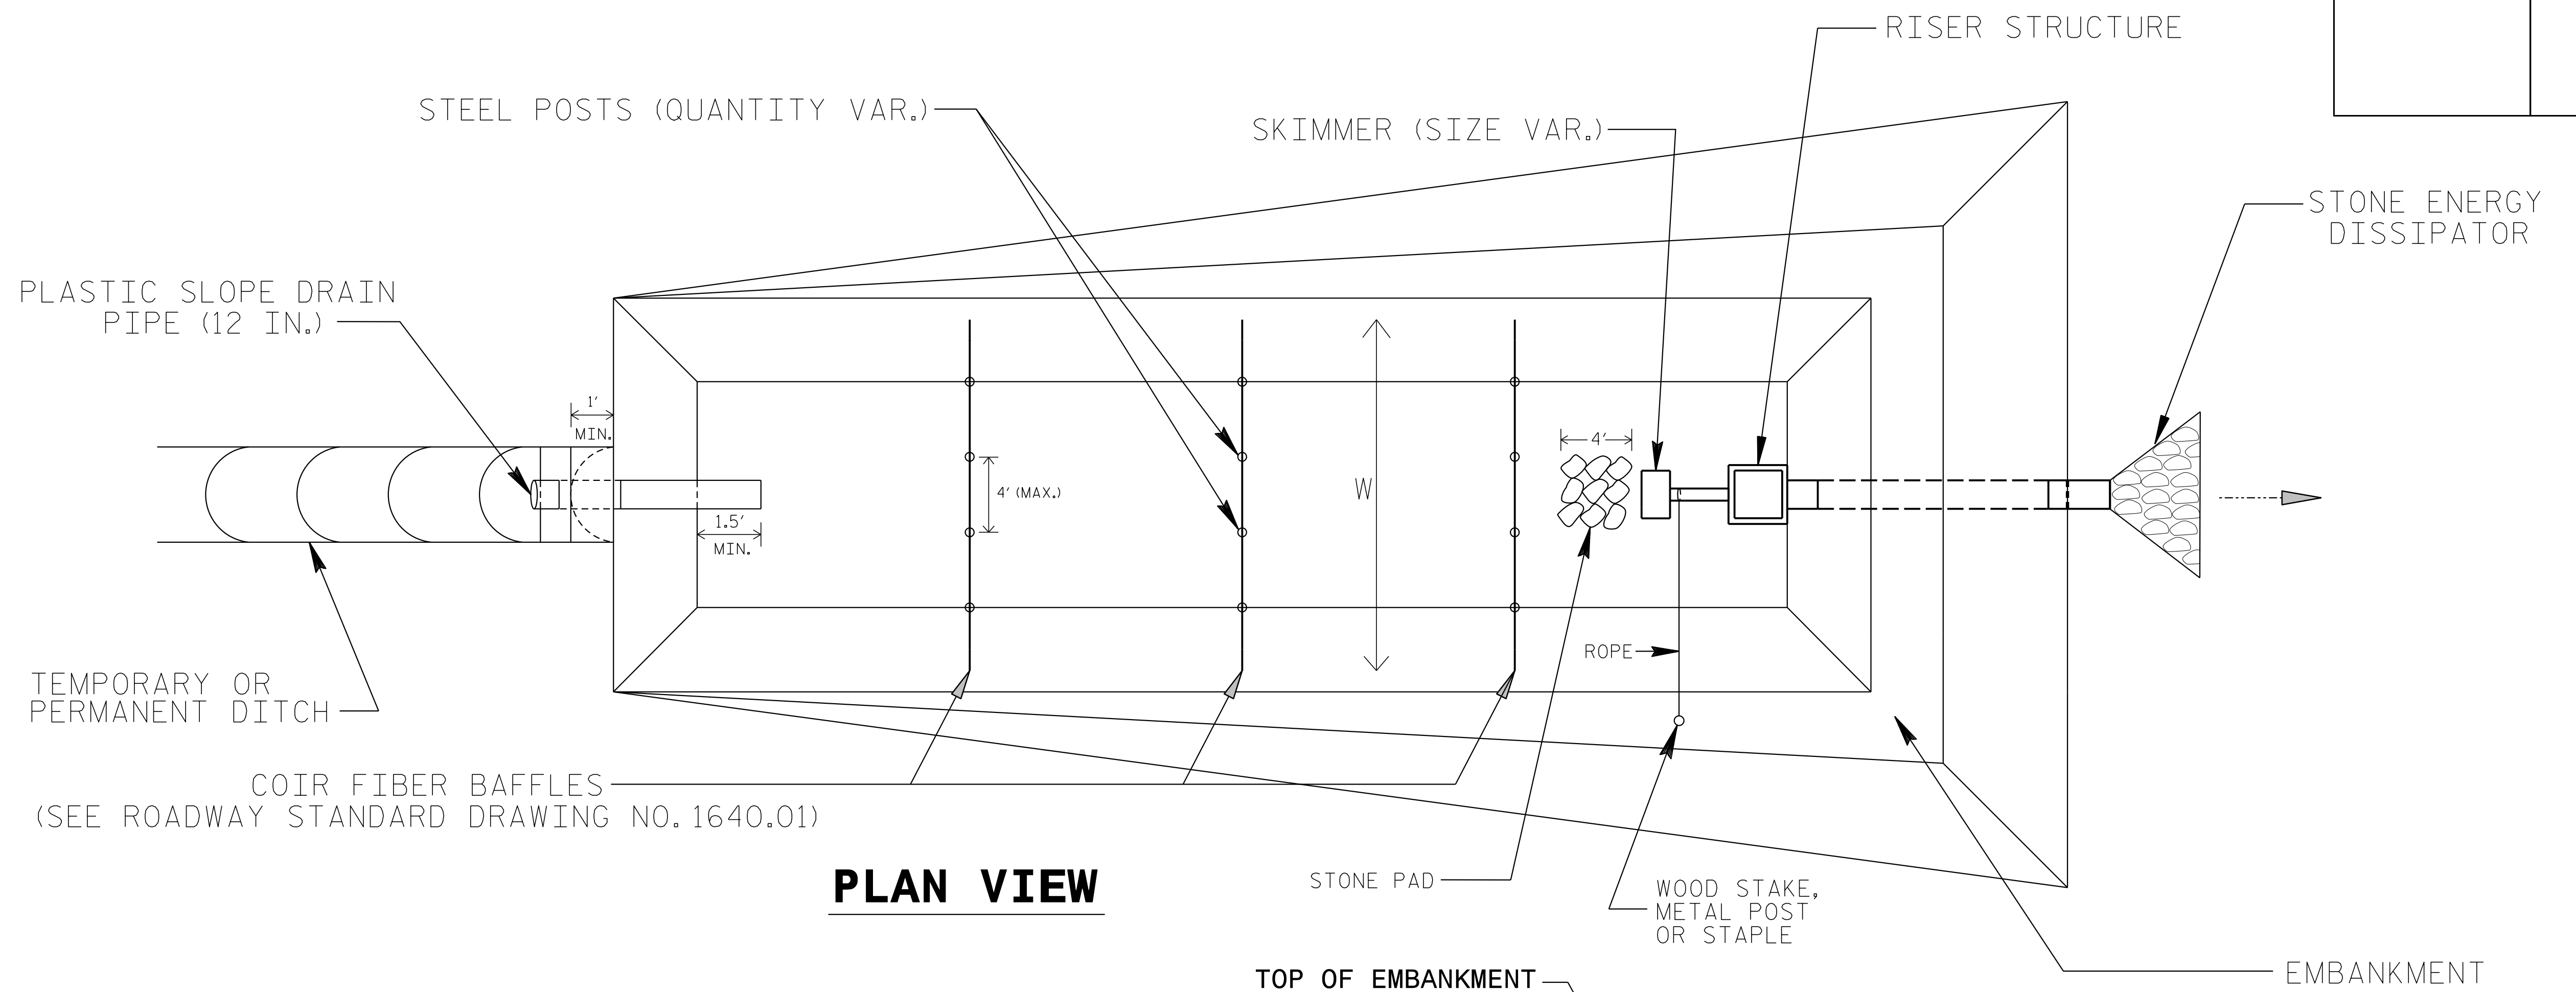 RISER STRUCTURE
STEEL POSTS (QUANTITY VAR.)
SKIMMER (SIZE VAR.)
STONE ENERGY
DISSIPATOR
PLASTIC SLOPE DRAIN
PIPE (12 IN.)
1'
MIN.
4'
W
4' (MAX.)
1.5'
MIN.
ROPE
TEMPORARY OR
PERMANENT DITCH
COIR FIBER BAFFLES
(SEE ROADWAY STANDARD DRAWING NO. 1640.01)
PLAN VIEW
STONE PAD
WOOD STAKE,
METAL POST
OR STAPLE
EMBANKMENT
TOP OF EMBANKMENT